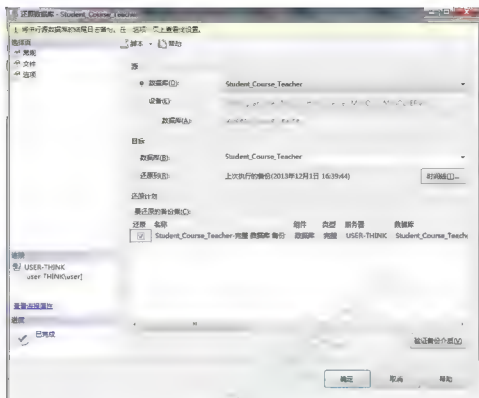 还原数据库 - Student_Course_Teacher
选择页
常规
文件
选项
脚本
帮助
源
数据库(D):
Student_Course_Teacher
设备(E)
数据库(A):
目标
数据库(B):
Student_Course_Teacher
还原到(R):
上次执行的备份(2013年12月1日 16:39:44)
时间线(T)...
还原计划
要还原的备份集(C):
还原 名称 组件 类型 服务器 数据库
Student_Course_Teacher-完整 数据库 备份 数据库 完整 USER-THINK Student_Course_Teache
连接
USER-THINK
查看连接属性
进度
已完成
验证备份介质(V)
确定
取消
帮助